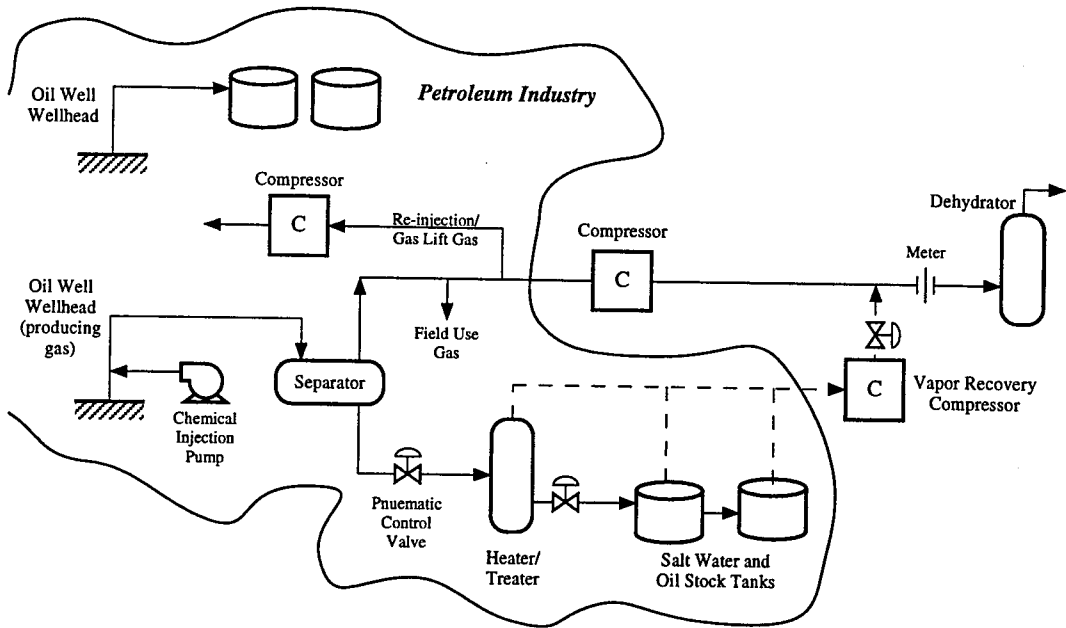 Petroleum Industry
Oil Well
Wellhead
Compressor
C
Re-injection/
Gas Lift Gas
Compressor
C
Dehydrator
Meter
Oil Well
Wellhead
(producing
gas)
Field Use
Gas
Separator
Chemical
Injection
Pump
C
Vapor Recovery
Compressor
Pnuematic
Control
Valve
Heater/
Treater
Salt Water and
Oil Stock Tanks